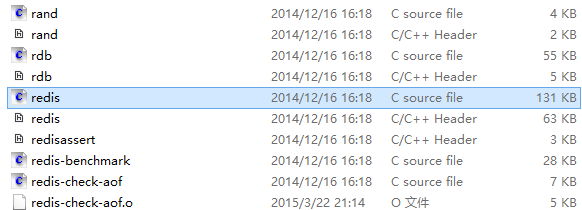 rand 2014/12/16 16:18 C source file 4 KB
rand 2014/12/16 16:18 C/C++ Header 2 KB
rdb 2014/12/16 16:18 C source file 55 KB
rdb 2014/12/16 16:18 C/C++ Header 5 KB
redis 2014/12/16 16:18 C source file 131 KB
redis 2014/12/16 16:18 C/C++ Header 63 KB
redisassert 2014/12/16 16:18 C/C++ Header 3 KB
redis-benchmark 2014/12/16 16:18 C source file 28 KB
redis-check-aof 2014/12/16 16:18 C source file 7 KB
redis-check-aof.o 2015/3/22 21:14 O 文件 5 KB